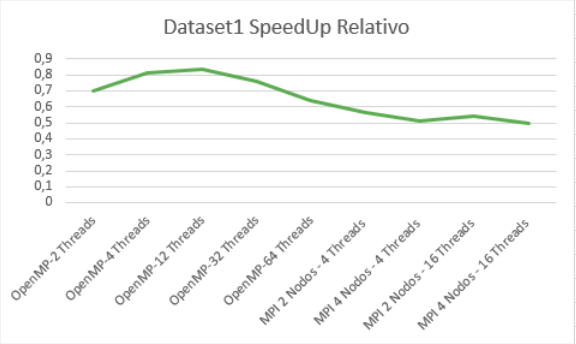 Dataset1 SpeedUp Relativo
0,9
0,8
0,7
0,6
0,5
0,4
0,3
0,2
0,1
0
OpenMP-2 Threads
OpenMP-4 Threads
OpenMP-12 Threads
OpenMP-32 Threads
OpenMP-64 Threads
MPI 2 Nodos - 4 Threads
MPI 4 Nodos - 4 Threads
MPI 2 Nodos - 16 Threads
MPI 4 Nodos - 16 Threads